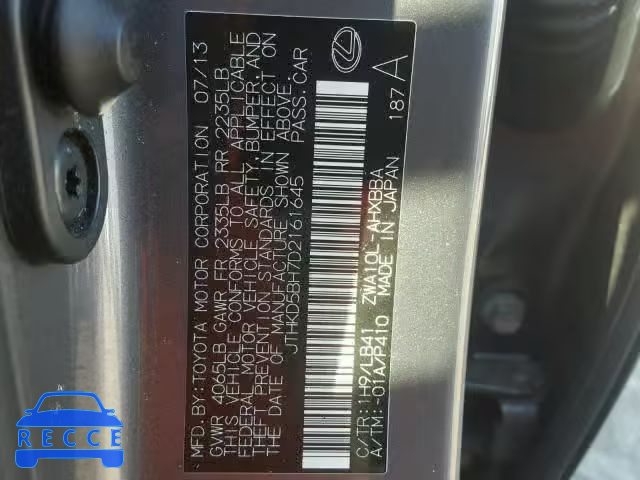 MFD. BY: TOYOTA MOTOR CORPORATION 07/13
GVWR 4065LB GAWR FR 2335LB RR 2235LB
THIS VEHICLE CONFORMS TO ALL APPLICABLE
FEDERAL MOTOR VEHICLE SAFETY, BUMPER, AND
THEFT PREVENTION STANDARDS IN EFFECT ON
THE DATE OF MANUFACTURE SHOWN ABOVE.
JTHKD5BH7D2161645 PASS. CAR
C/TR: 1H9/LB41 ZWA10L-AHXBBA
A/TM: -01A/P410 MADE IN JAPAN
187 A
RECCE